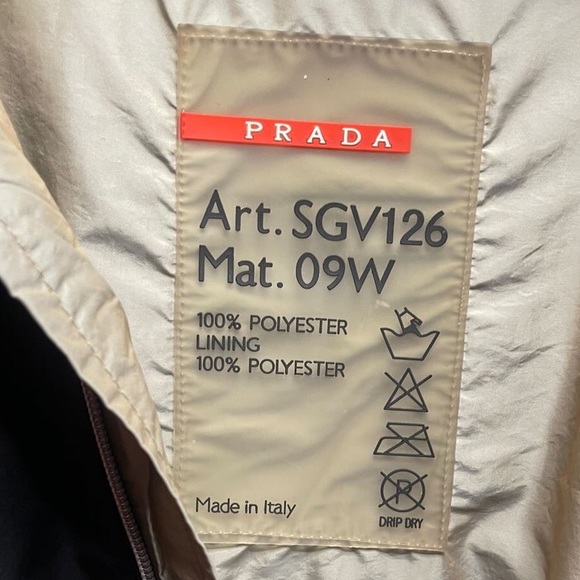 PRADA
Art. SGV126
Mat. 09W
100% POLYESTER
LINING
100% POLYESTER
P
DRIP DRY
Made in Italy